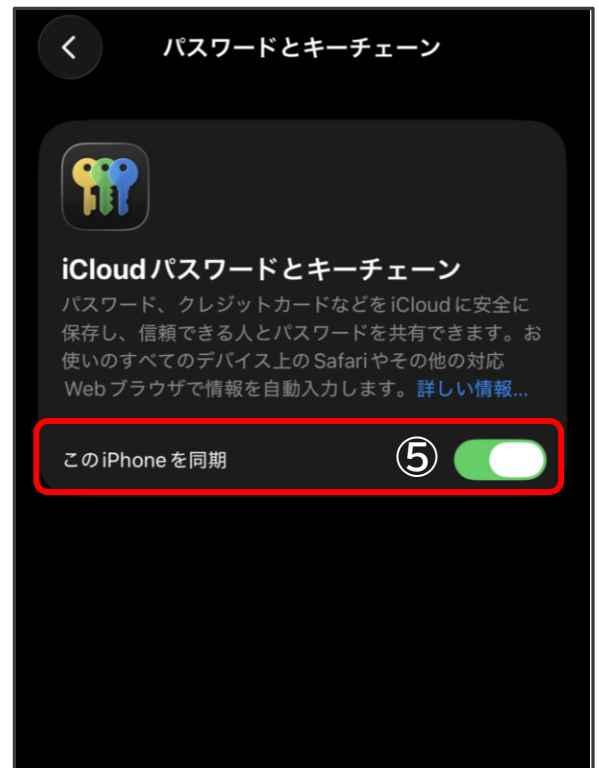 パスワードとキーチェーン
iCloudパスワードとキーチェーン
パスワード、クレジットカードなどをiCloudに安全に
保存し、信頼できる人とパスワードを共有できます。お
使いのすべてのデバイス上のSafariやその他の対応
Webブラウザで情報を自動入力します。詳しい情報...
このiPhoneを同期 ⑤